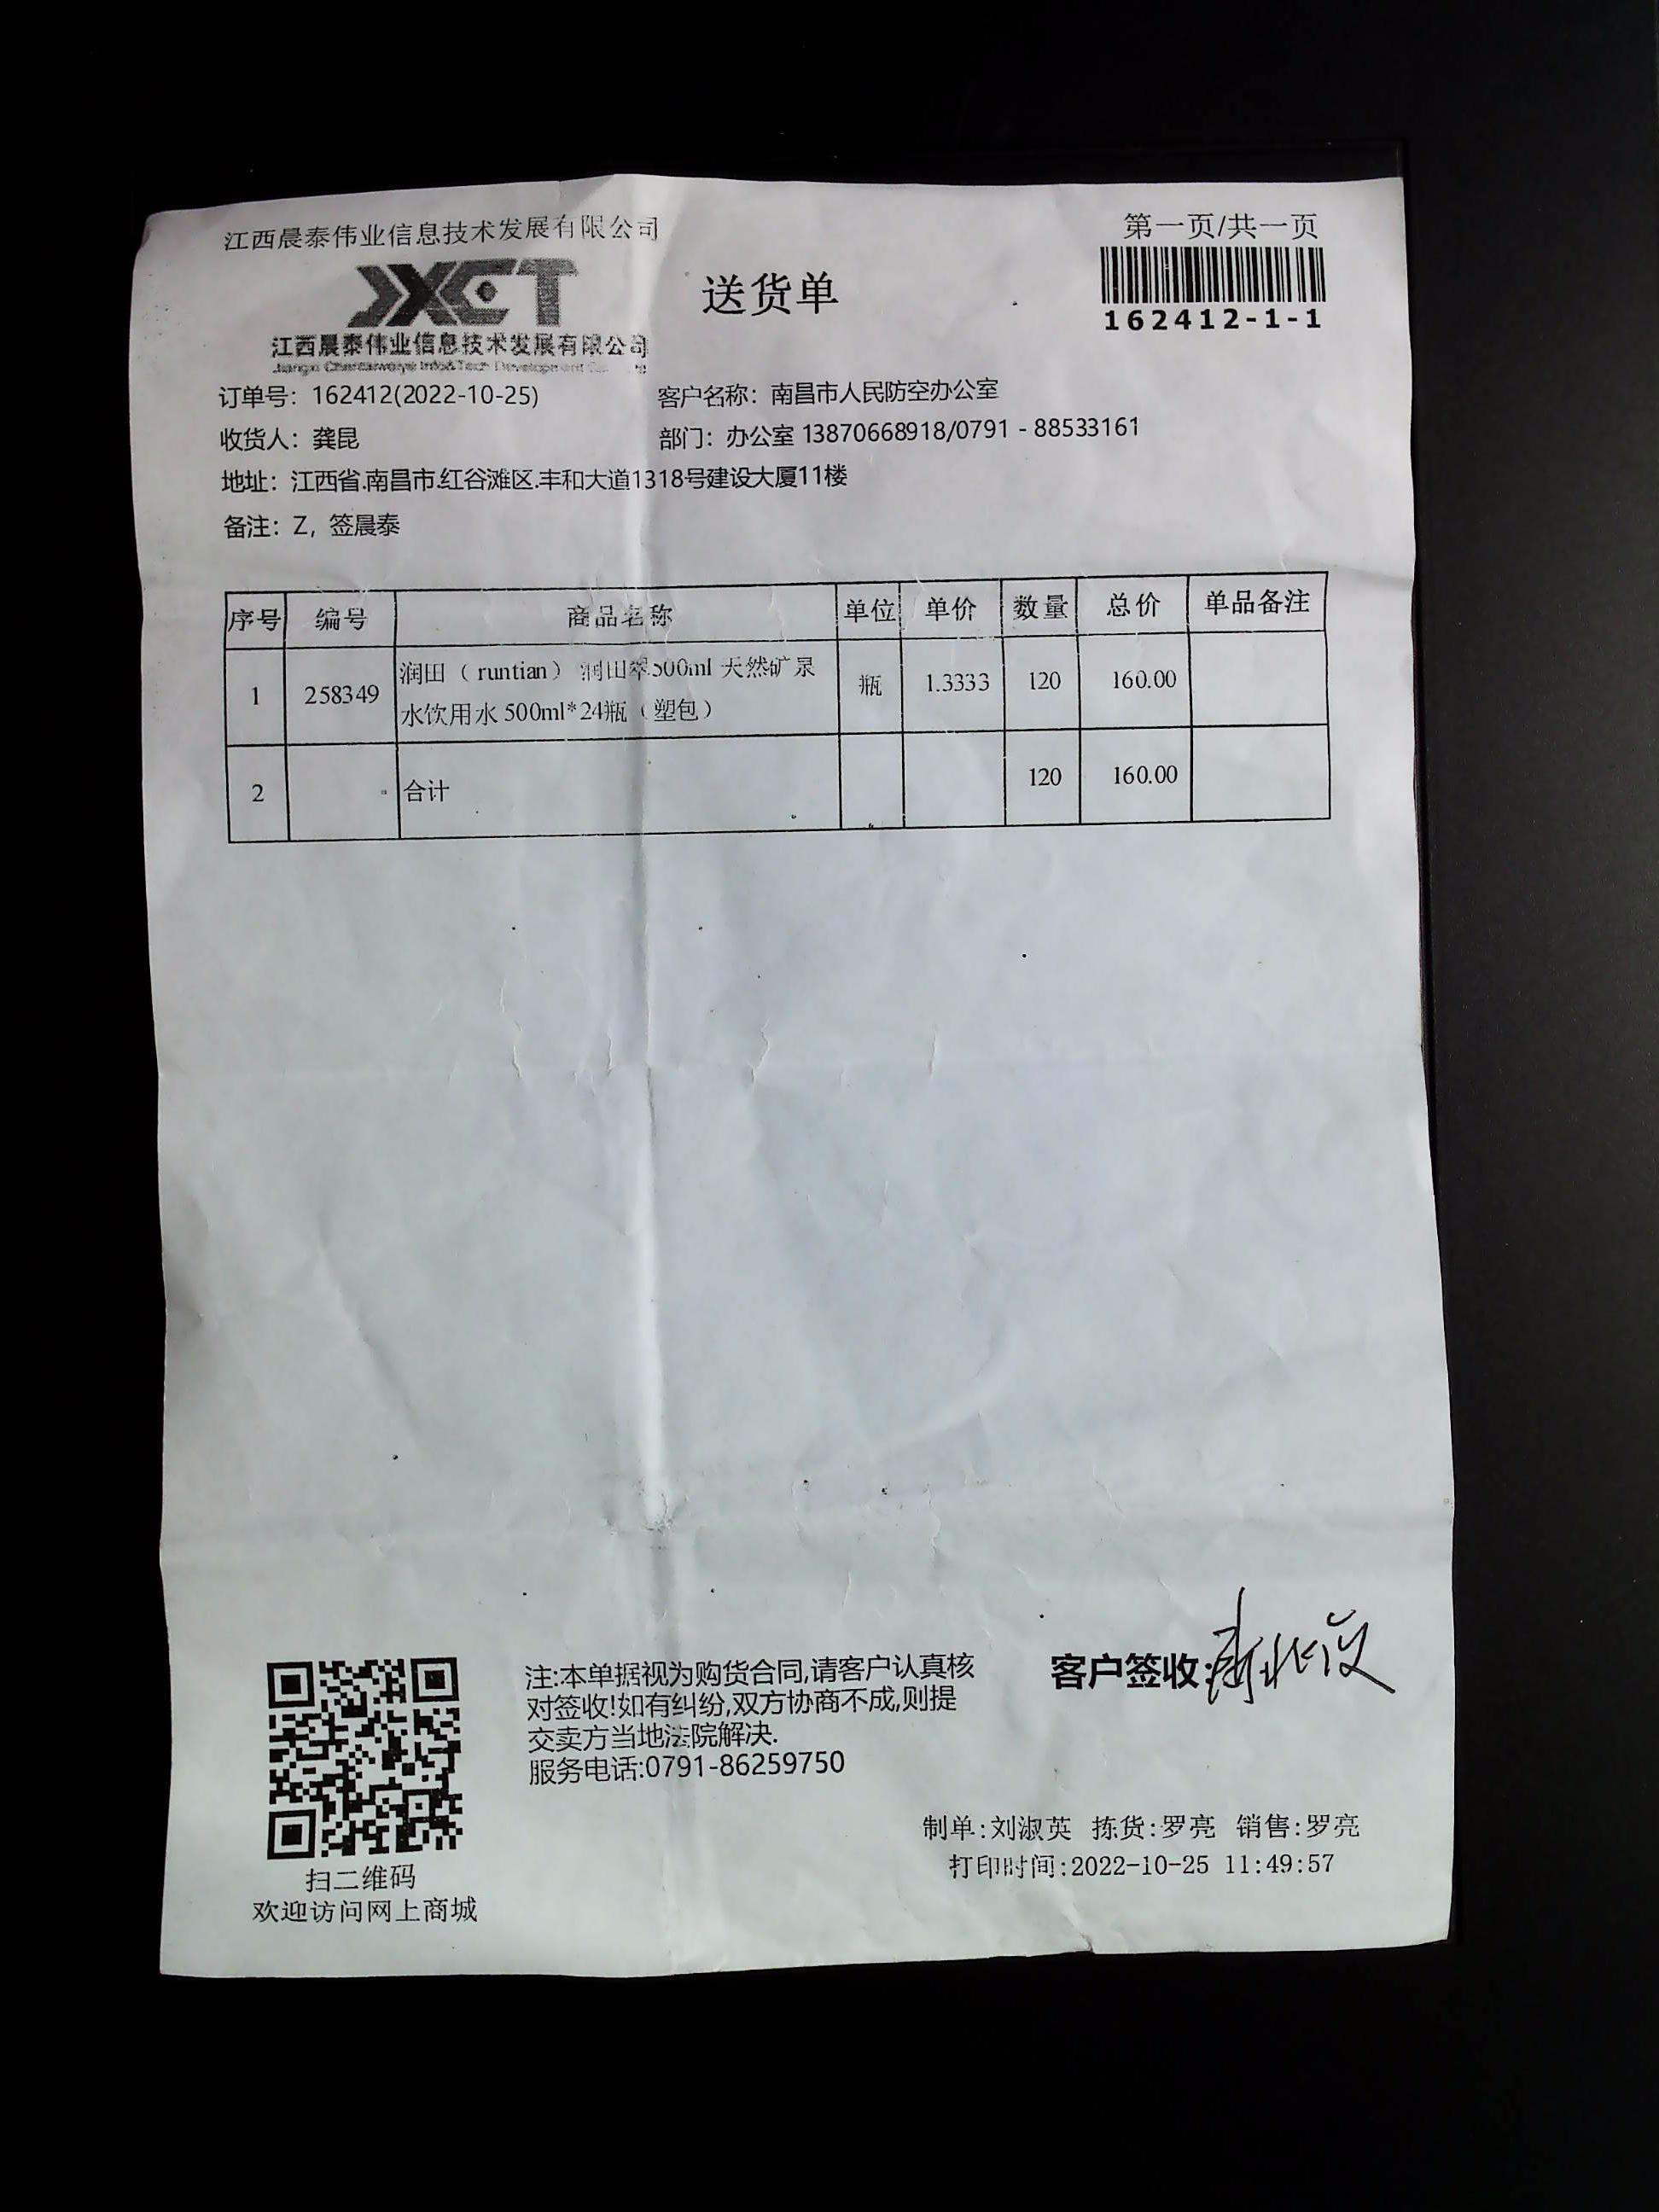 江西晨泰伟业信息技术发展有限公司
第一页/共一页
JXCT
送货单
162412-1-1
江西晨泰伟业信息技术发展有限公司
订单号：162412(2022-10-25)
客户名称：南昌市人民防空办公室
收货人：龚昆
部门：办公室 13870668918/0791 - 88533161
地址：江西省.南昌市.红谷滩区.丰和大道1318号建设大厦11楼
备注：Z，签晨泰
序号 编号 商品名称 单位 单价 数量 总价 单品备注
1 258349 润田（runtian） 润田翠500ml 天然矿泉水饮用水 500ml*24瓶（塑包） 瓶 1.3333 120 160.00
2 合计 120 160.00
注:本单据视为购货合同,请客户认真核
对签收!如有纠纷,双方协商不成,则提
交卖方当地法院解决.
服务电话:0791-86259750
客户签收:
制单:刘淑英 拣货:罗亮 销售:罗亮
打印时间:2022-10-25 11:49:57
扫二维码
欢迎访问网上商城